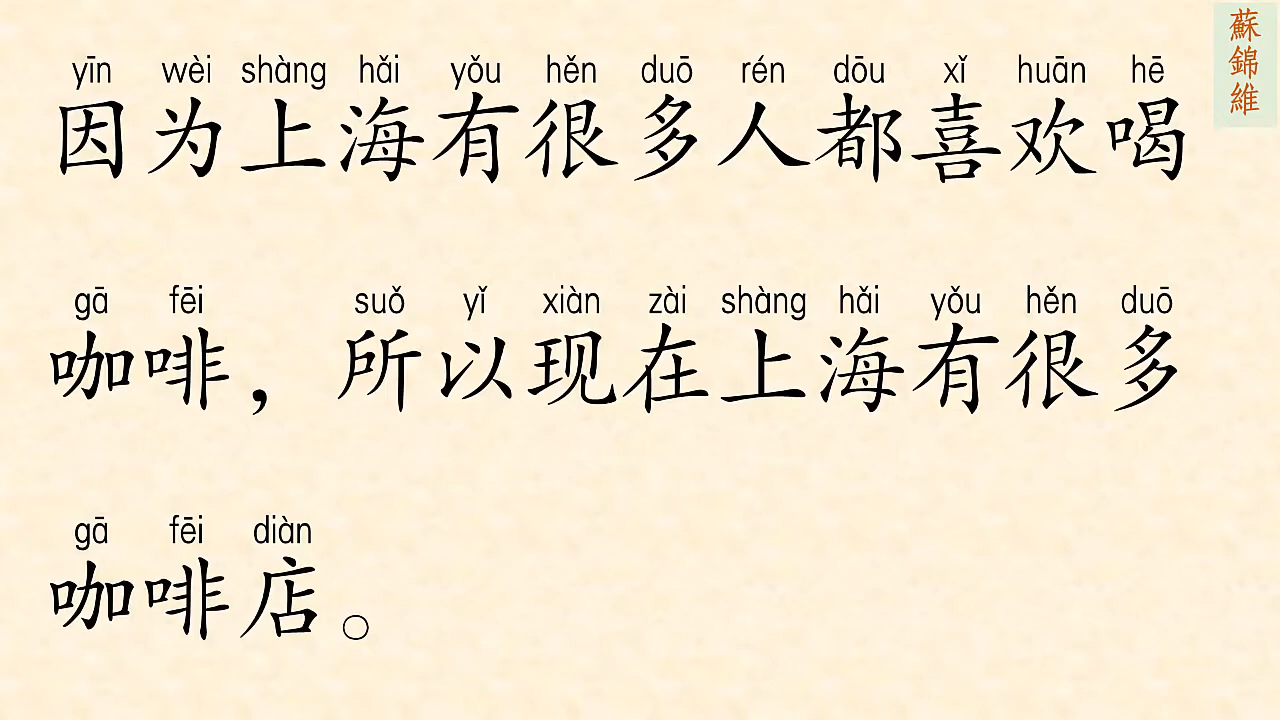 yīn wèi shàng hǎi yǒu hěn duō rén dōu xǐ huān hē
因为上海有很多人都喜欢喝
gā fēi suǒ yǐ xiàn zài shàng hǎi yǒu hěn duō
咖啡，所以现在上海有很多
gā fēi diàn
咖啡店。
蘇錦維